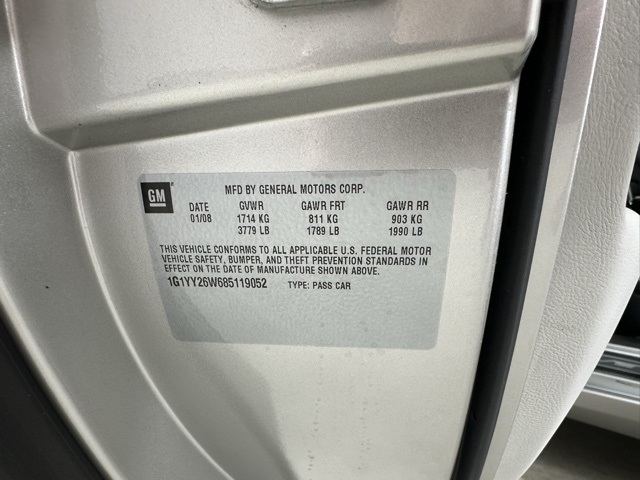 GM
MFD BY GENERAL MOTORS CORP.
DATE GVWR GAWR FRT GAWR RR
01/08 1714 KG 811 KG 903 KG
3779 LB 1789 LB 1990 LB
THIS VEHICLE CONFORMS TO ALL APPLICABLE U.S. FEDERAL MOTOR
VEHICLE SAFETY, BUMPER, AND THEFT PREVENTION STANDARDS IN
EFFECT ON THE DATE OF MANUFACTURE SHOWN ABOVE.
1G1YY26W685119052 TYPE: PASS CAR